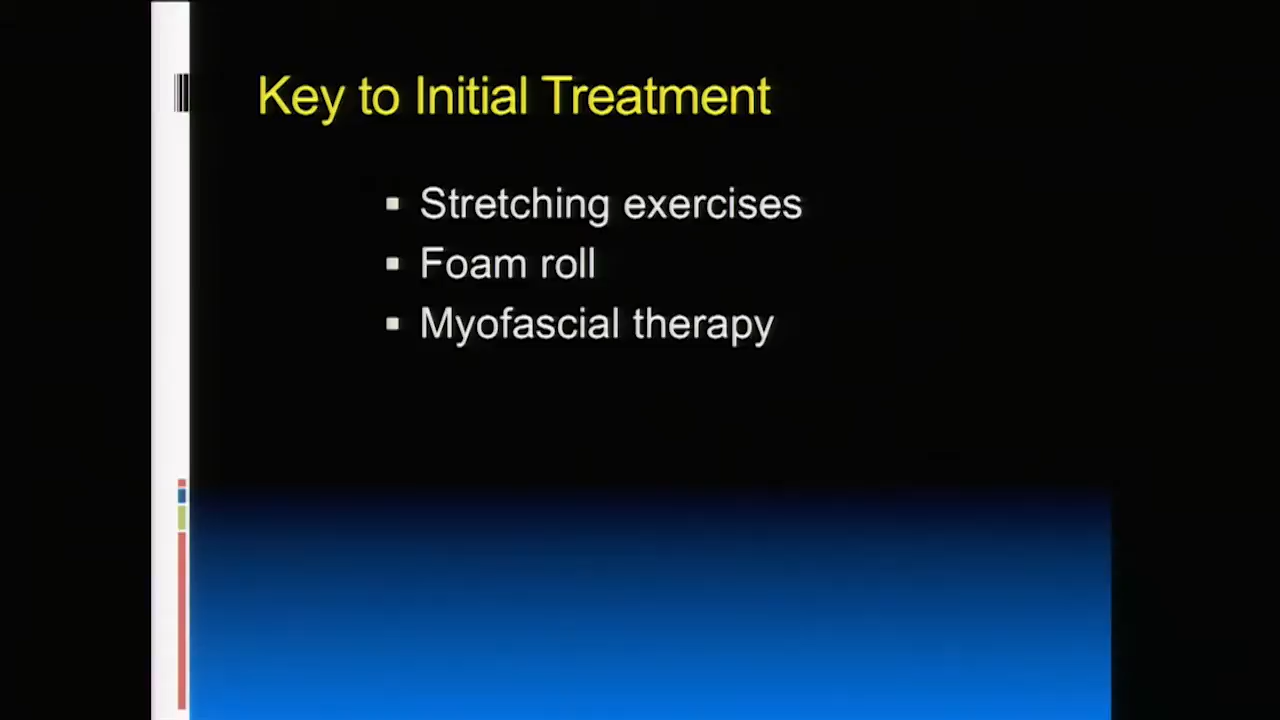 Key to Initial Treatment
▪ Stretching exercises
▪ Foam roll
▪ Myofascial therapy